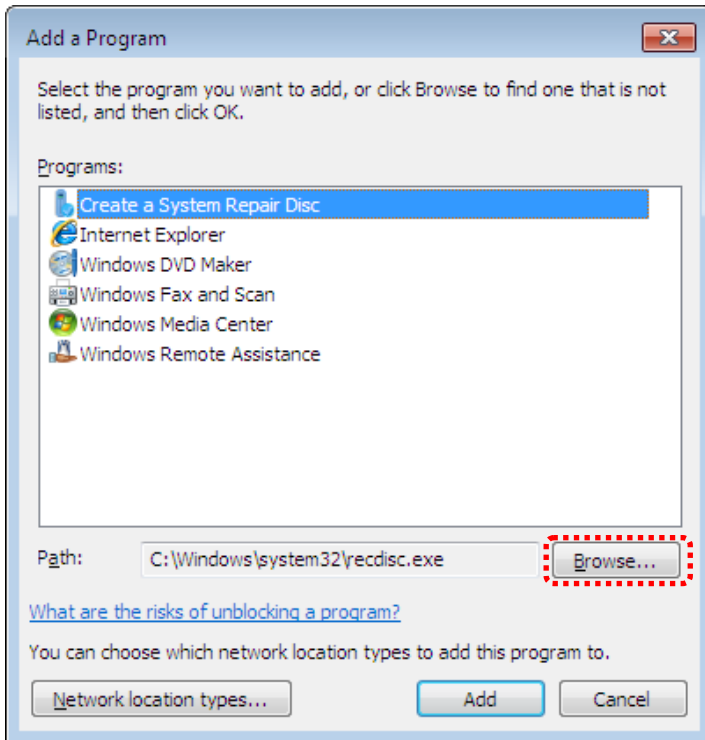 Add a Program
Select the program you want to add, or click Browse to find one that is not
listed, and then click OK.
Programs:
Create a System Repair Disc
Internet Explorer
Windows DVD Maker
Windows Fax and Scan
Windows Media Center
Windows Remote Assistance
Path: C:\Windows\system32\recdisc.exe Browse...
What are the risks of unblocking a program?
You can choose which network location types to add this program to.
Network location types... Add Cancel